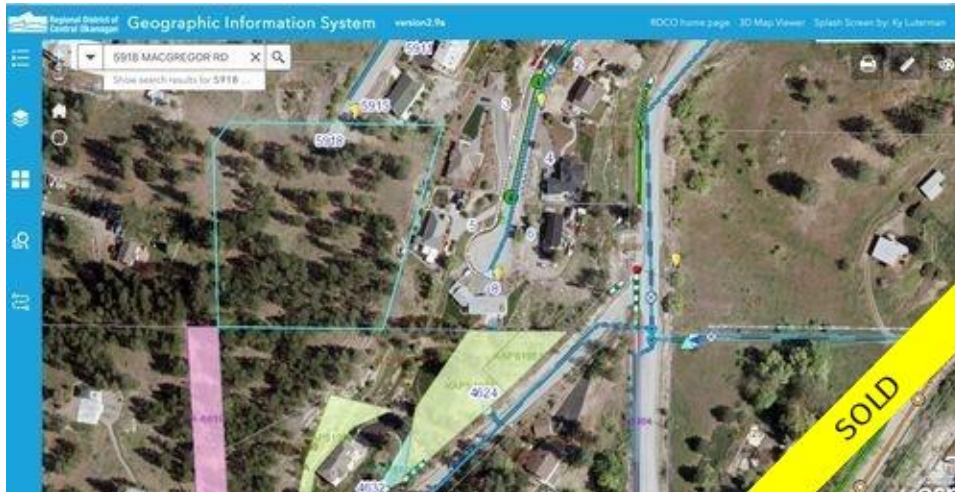 Regional District of
Central Okanagan
Geographic Information System
version2.9s
RDCO home page
3D Map Viewer
Splash Screen by: Ky Luterman
5918 MACGREGOR RD
Show search results for 5918 ...
5911
2
5915
3
5918
4
5
6
8
4624
4632
SOLD